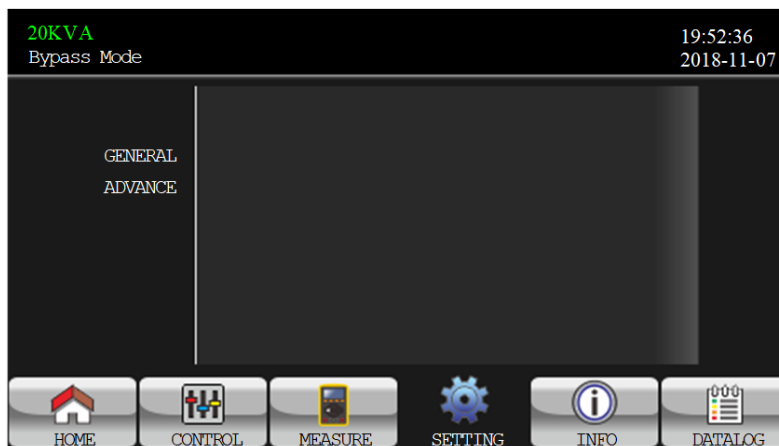 20KVA
Bypass Mode
19:52:36
2018-11-07
GENERAL
ADVANCE
HOME
CONTROL
MEASURE
SETTING
INFO
DATALOG